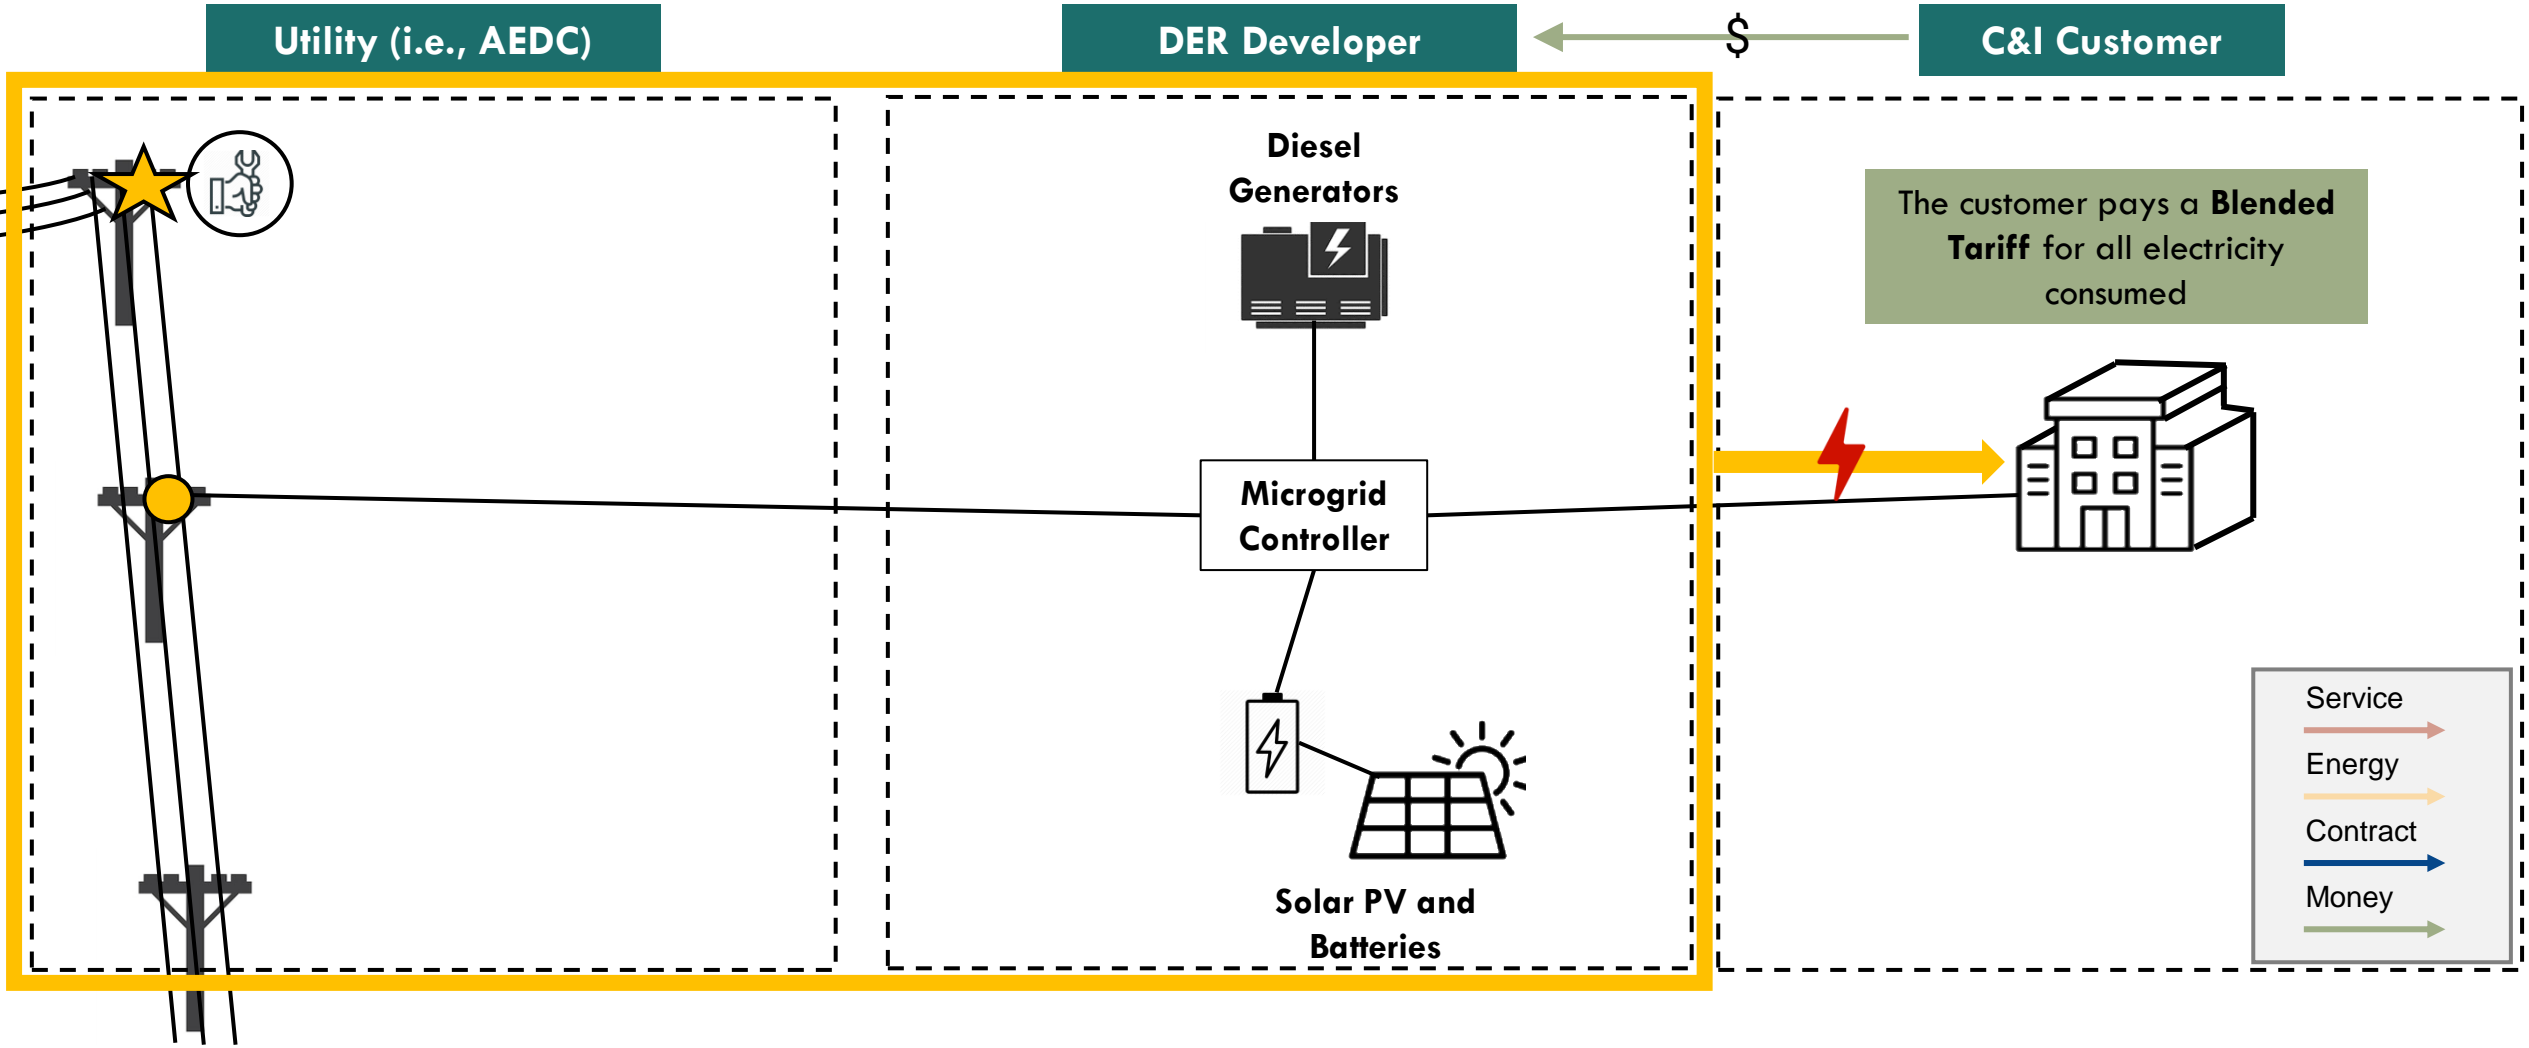 Utility (i.e., AEDC)
DER Developer
$
C&I Customer
Diesel
Generators
The customer pays a Blended
Tariff for all electricity
consumed
Microgrid
Controller
Solar PV and
Batteries
Service
Energy
Contract
Money